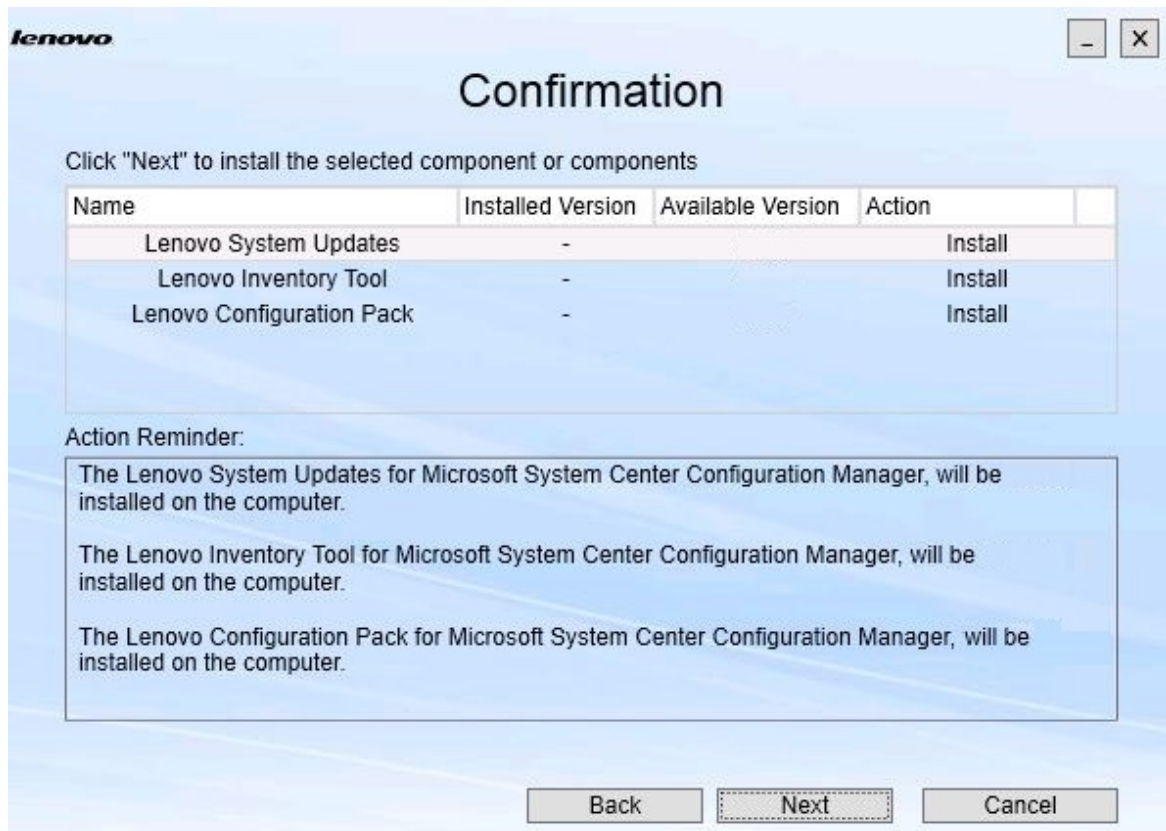 lenovo
_ X
Confirmation
Click "Next" to install the selected component or components
Name Installed Version Available Version Action
Lenovo System Updates - Install
Lenovo Inventory Tool - Install
Lenovo Configuration Pack - Install
Action Reminder:
The Lenovo System Updates for Microsoft System Center Configuration Manager, will be
installed on the computer.
The Lenovo Inventory Tool for Microsoft System Center Configuration Manager, will be
installed on the computer.
The Lenovo Configuration Pack for Microsoft System Center Configuration Manager, will be
installed on the computer.
Back Next Cancel